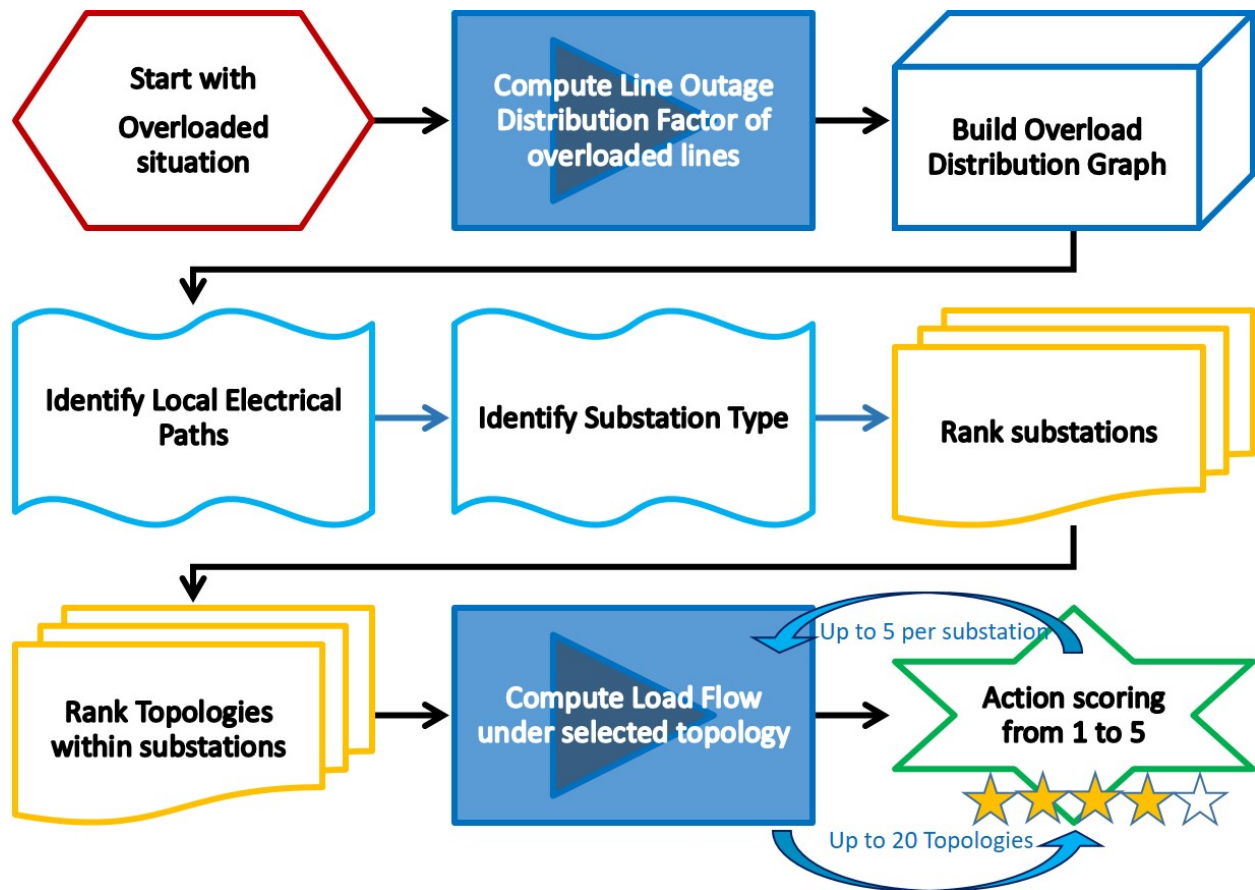 Start with
Overloaded
situation
Compute Line Outage
Distribution Factor of
overloaded lines
Build Overload
Distribution Graph
Identify Local Electrical
Paths
Identify Substation Type
Rank substations
Rank Topologies
within substations
Compute Load Flow
under selected topology
Up to 5 per substation
Action scoring
from 1 to 5
Up to 20 Topologies